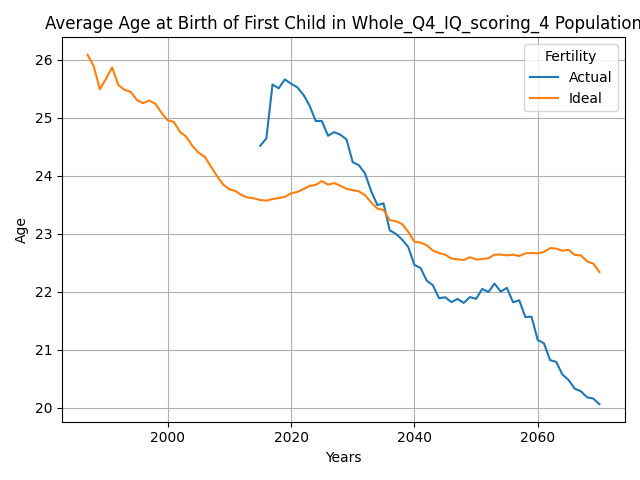 Average Age at Birth of First Child in Whole_Q4_IQ_scoring_4 Population
Fertility
Actual
Ideal
Age
26
25
24
23
22
21
20
2000
2020
2040
2060
Years